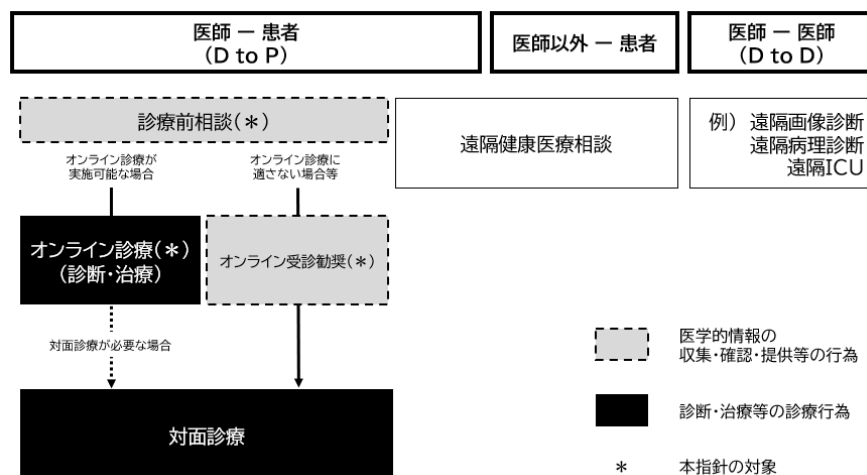 医師 ー 患者
(D to P)
医師以外 ー 患者
医師 ー 医師
(D to D)
診療前相談(＊)
遠隔健康医療相談
例） 遠隔画像診断
遠隔病理診断
遠隔ICU
オンライン診療が
実施可能な場合
オンライン診療に
適さない場合等
オンライン診療(＊)
(診断・治療)
オンライン受診勧奨(＊)
対面診療が必要な場合
対面診療
医学的情報の
収集・確認・提供等の行為
診断・治療等の診療行為
＊ 本指針の対象